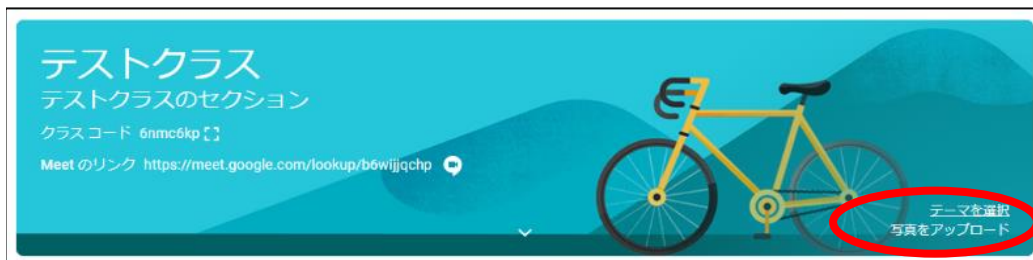 テストクラス
テストクラスのセクション
クラス コード 6nmc6kp
Meet のリンク https://meet.google.com/lookup/b6wijjqchp
テーマを選択
写真をアップロード